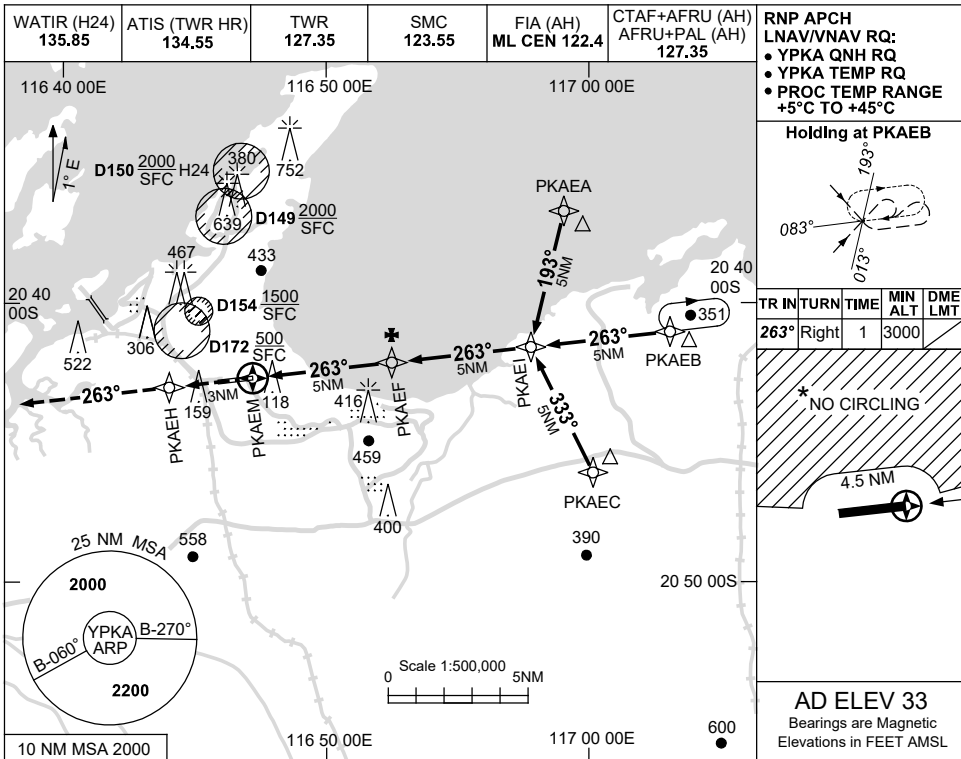 WATIR (H24)
135.85
ATIS (TWR HR)
134.55
TWR
127.35
SMC
123.55
FIA (AH)
ML CEN 122.4
CTAF+AFRU (AH)
AFRU+PAL (AH)
127.35
RNP APCH
LNAV/VNAV RQ:
• YPKA QNH RQ
• YPKA TEMP RQ
• PROC TEMP RANGE
+5°C TO +45°C
Holding at PKAEB
193°
083°
013°
TR IN TURN TIME MIN ALT DME LMT
263° Right 1 3000
*NO CIRCLING
4.5 NM
AD ELEV 33
Bearings are Magnetic
Elevations in FEET AMSL
116 40 00E
116 50 00E
117 00 00E
1° E
D150 2000 SFC H24
380
752
639
D149 2000 SFC
433
467
D154 1500 SFC
306
D172 500 SFC
20 40 00S
522
PKAEA
193°
5NM
20 40 00S
351
PKAEB
263°
5NM
PKAEI
263°
5NM
PKAEF
263°
5NM
118
PKAEM
3NM
159
PKAEH
263°
416
459
400
333°
5NM
PKAEC
390
558
20 50 00S
25 NM MSA
2000
YPKA
ARP
B-060°
B-270°
2200
Scale 1:500,000
0 5NM
600
10 NM MSA 2000
116 50 00E
117 00 00E